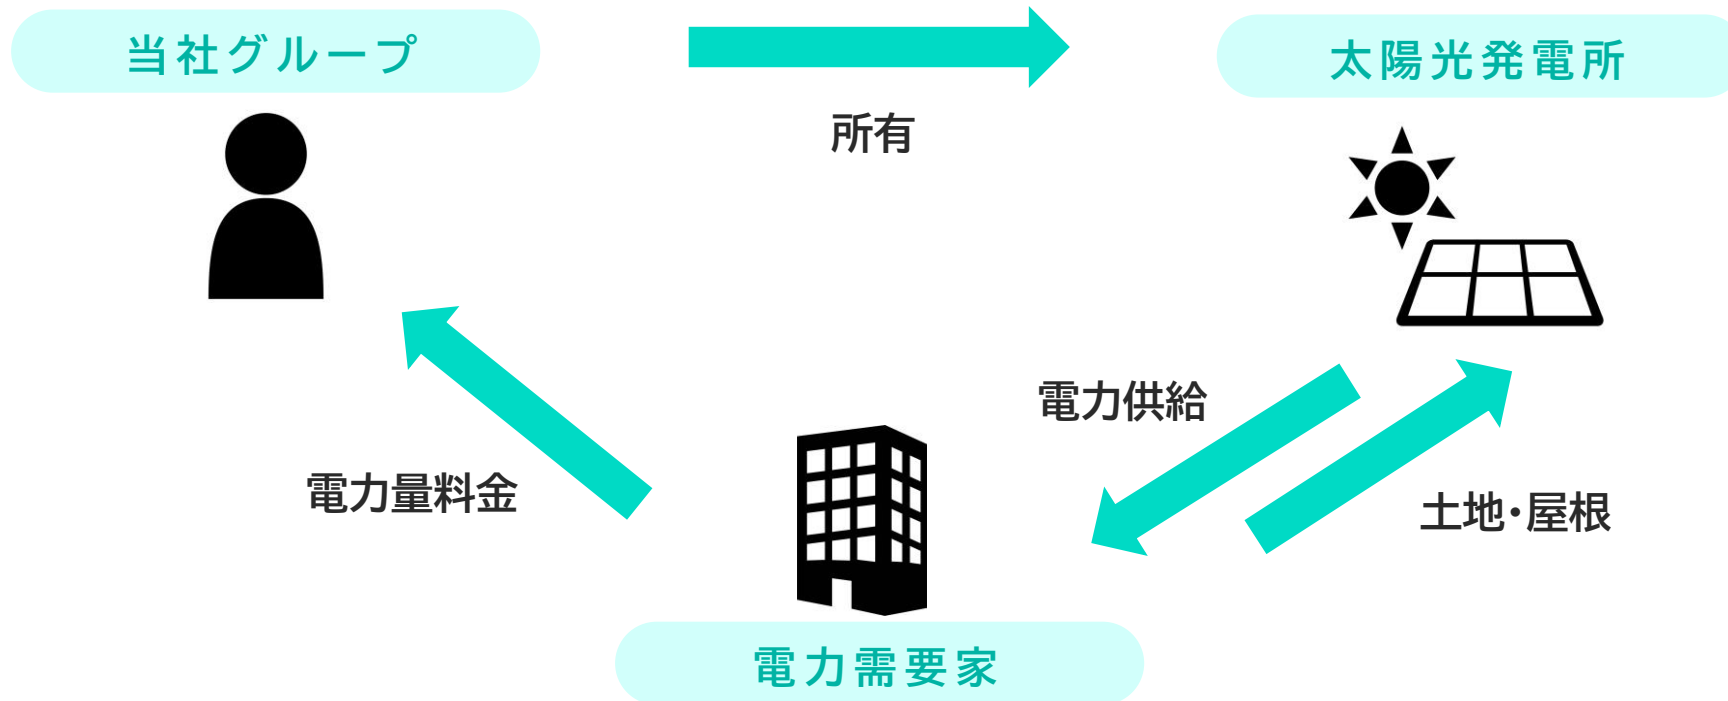 当社グループ
太陽光発電所
所有
電力供給
電力量料金
土地・屋根
電力需要家